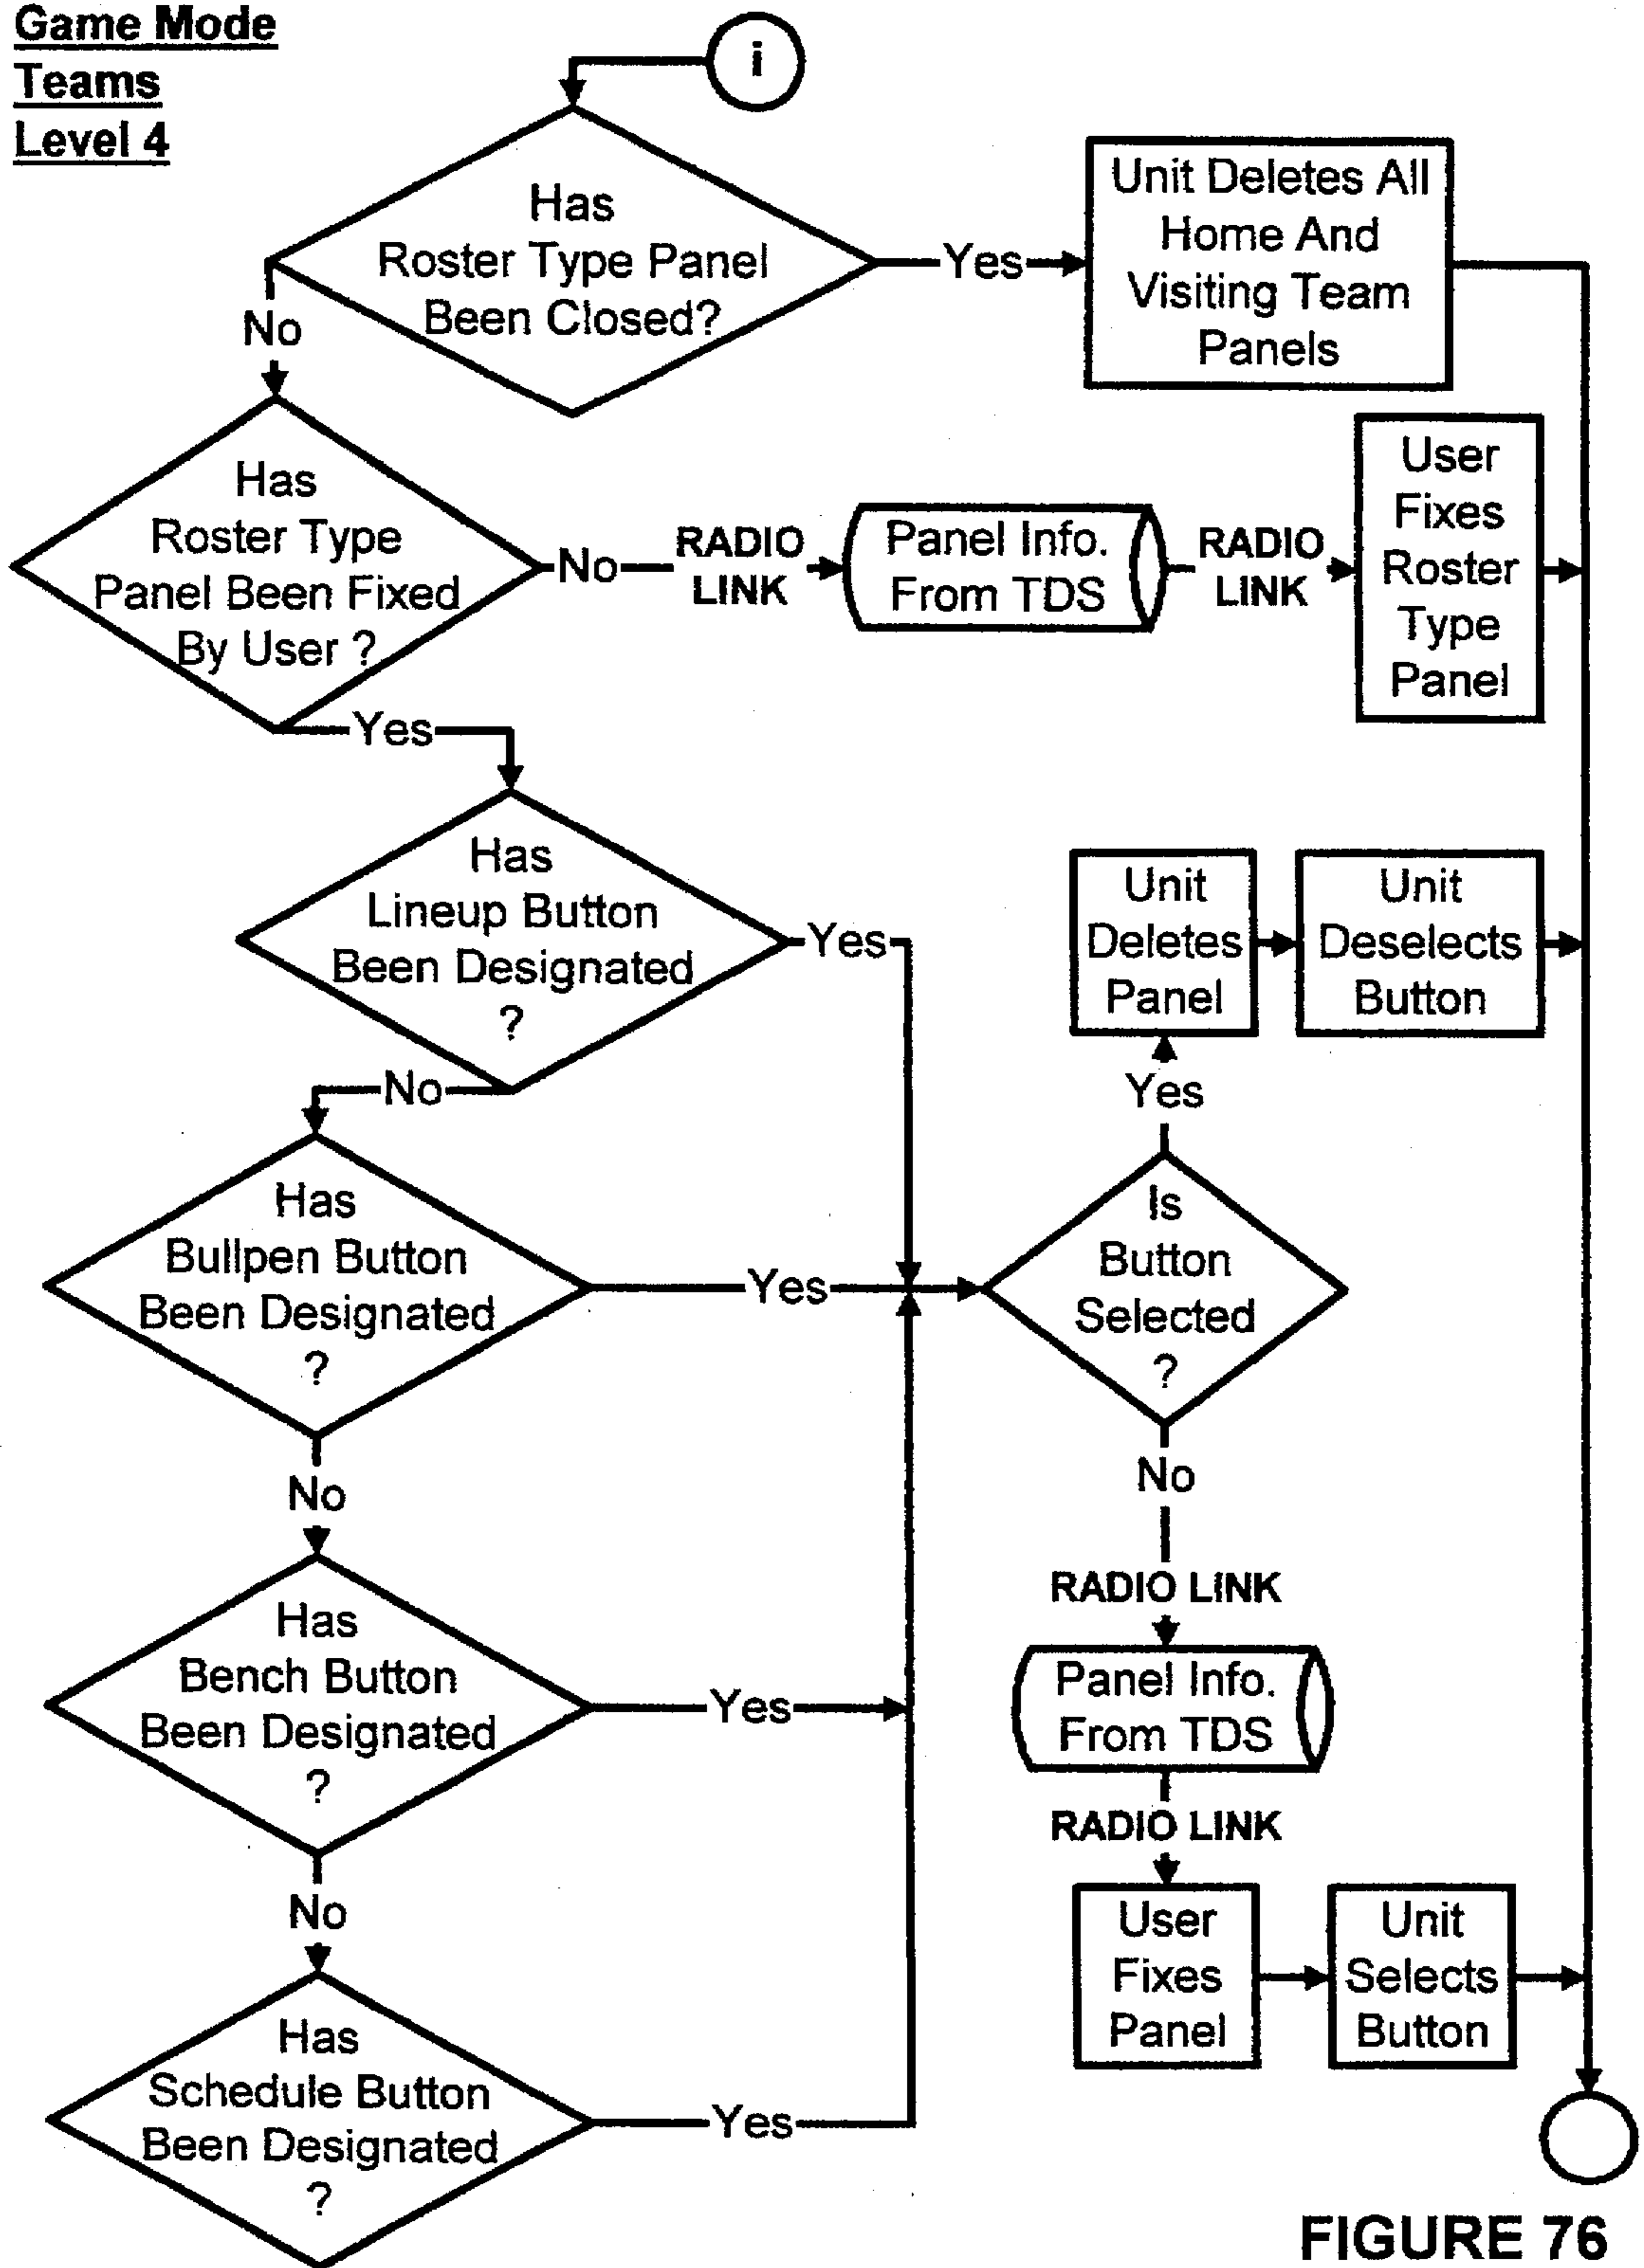 Game Mode
Teams
Level 4
i
Has
Roster Type Panel
Been Closed?
Yes
Unit Deletes All
Home And
Visiting Team
Panels
No
Has
Roster Type
Panel Been Fixed
By User ?
No
RADIO
LINK
Panel Info.
From TDS
RADIO
LINK
User
Fixes
Roster
Type
Panel
Yes
Has
Lineup Button
Been Designated
?
Yes
Unit
Deletes
Panel
Unit
Deselects
Button
No
Yes
Has
Bullpen Button
Been Designated
?
Yes
Is
Button
Selected
?
No
No
Has
Bench Button
Been Designated
?
Yes
RADIO LINK
Panel Info.
From TDS
RADIO LINK
No
User
Fixes
Panel
Unit
Selects
Button
Has
Schedule Button
Been Designated
?
Yes
FIGURE 76